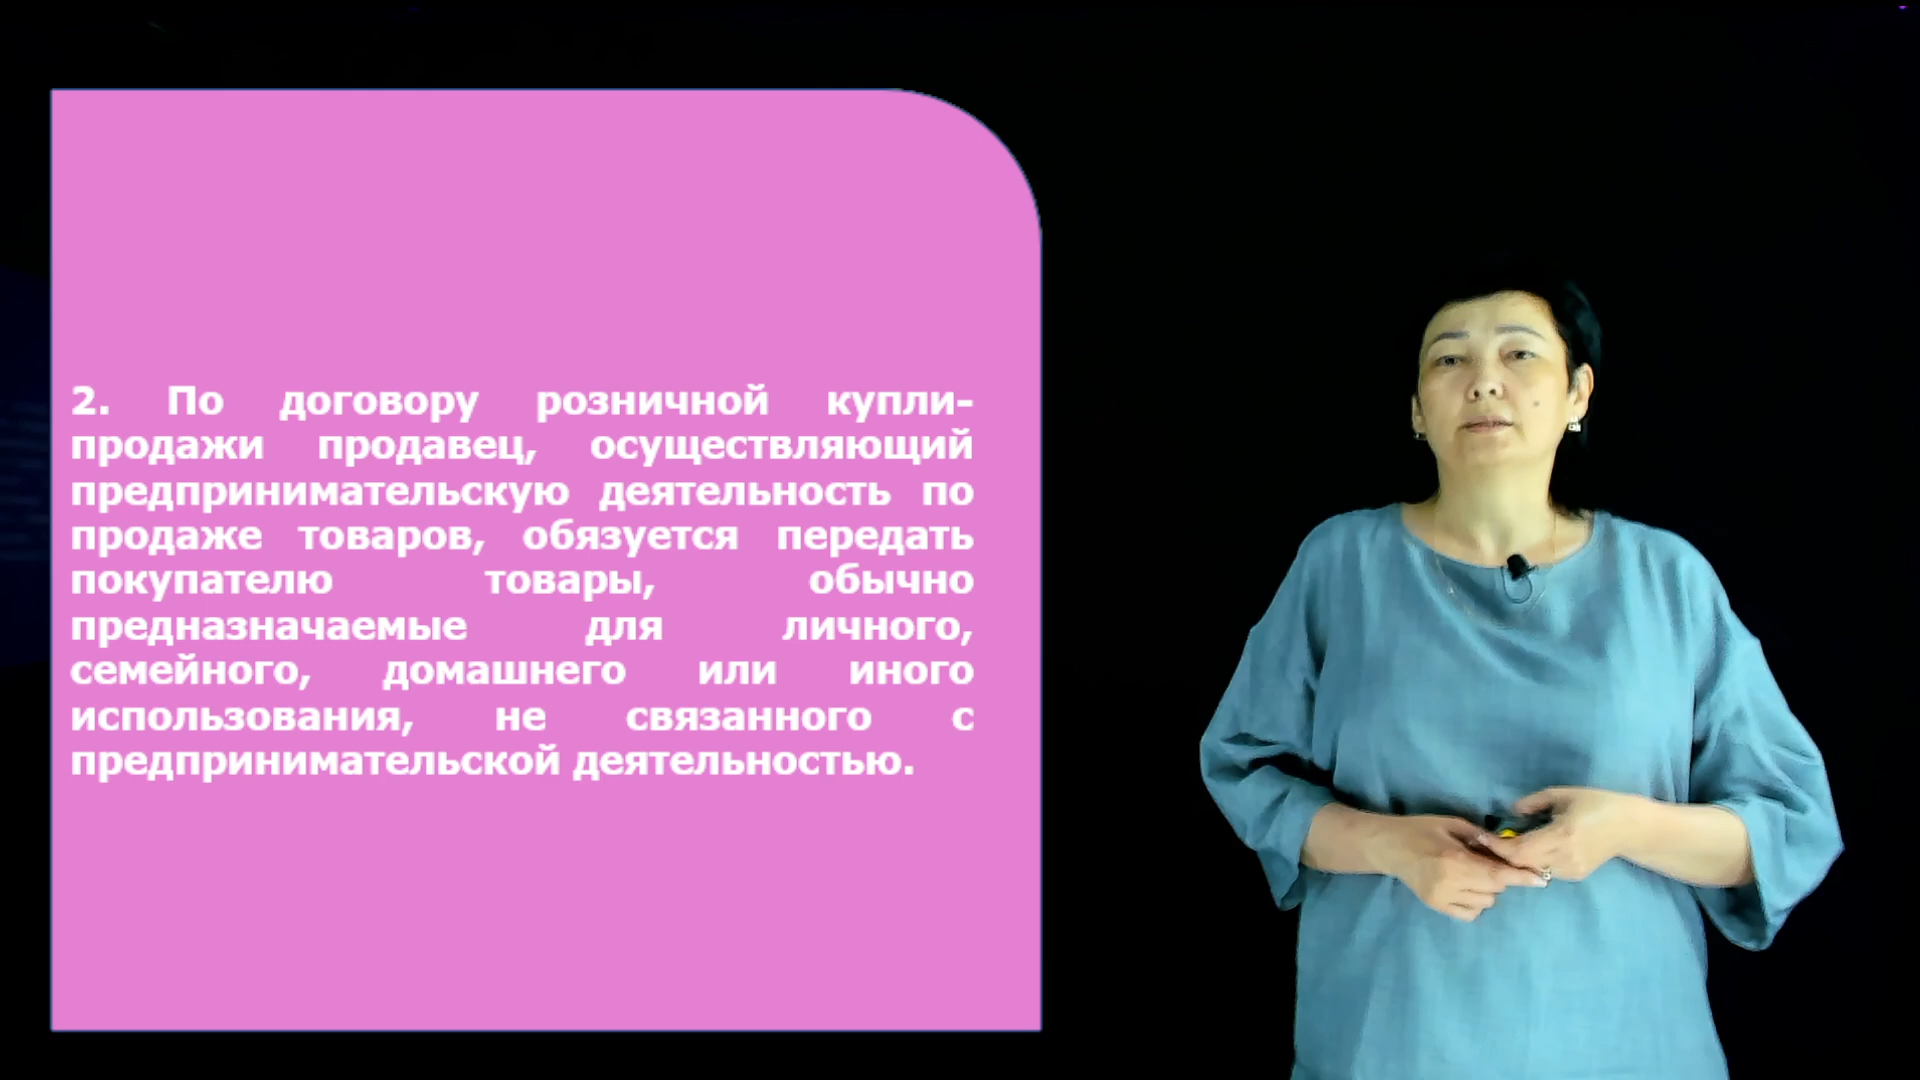 2. По договору розничной купли-
продажи продавец, осуществляющий
предпринимательскую деятельность по
продаже товаров, обязуется передать
покупателю товары, обычно
предназначаемые для личного,
семейного, домашнего или иного
использования, не связанного с
предпринимательской деятельностью.